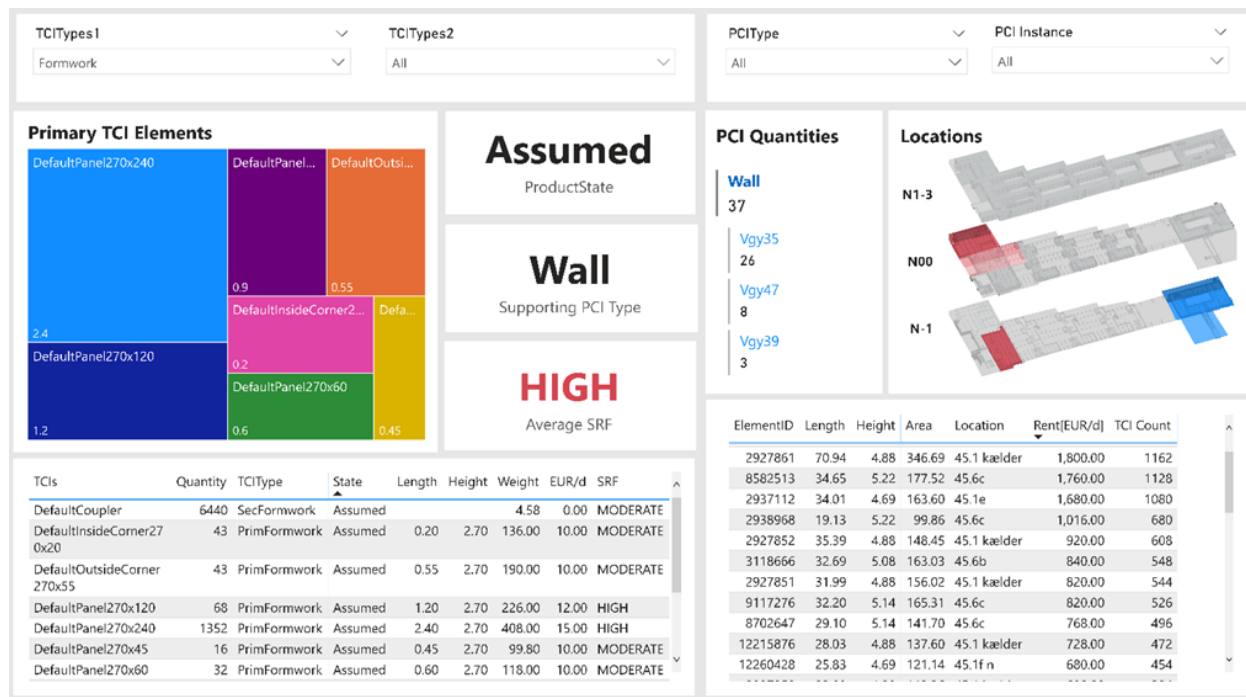 TCITypes1
Formwork
TCITypes2
All
PCIType
All
PCI Instance
All
Primary TCI Elements
DefaultPanel270x240
2.4
DefaultPanel270x120
1.2
DefaultPanel...
0.9
DefaultOutsi...
0.55
DefaultInsideCorner2...
0.2
DefaultPanel270x60
0.6
Defa...
0.45
Assumed
ProductState
Wall
Supporting PCI Type
HIGH
Average SRF
PCI Quantities
Wall
37
Vgy35
26
Vgy47
8
Vgy39
3
Locations
N1-3
N00
N-1
TCIs Quantity TCIType State Length Height Weight EUR/d SRF
DefaultCoupler 6440 SecFormwork Assumed 4.58 0.00 MODERATE
DefaultInsideCorner27 43 PrimFormwork Assumed 0.20 2.70 136.00 10.00 MODERATE
0x20
DefaultOutsideCorner 43 PrimFormwork Assumed 0.55 2.70 190.00 10.00 MODERATE
270x55
DefaultPanel270x120 68 PrimFormwork Assumed 1.20 2.70 226.00 12.00 HIGH
DefaultPanel270x240 1352 PrimFormwork Assumed 2.40 2.70 408.00 15.00 HIGH
DefaultPanel270x45 16 PrimFormwork Assumed 0.45 2.70 99.80 10.00 MODERATE
DefaultPanel270x60 32 PrimFormwork Assumed 0.60 2.70 118.00 10.00 MODERATE
ElementID Length Height Area Location Rent[EUR/d] TCI Count
2927861 70.94 4.88 346.69 45.1 kælder 1,800.00 1162
8582513 34.65 5.22 177.52 45.6c 1,760.00 1128
2937112 34.01 4.69 163.60 45.1e 1,680.00 1080
2938968 19.13 5.22 99.86 45.6c 1,016.00 680
2927852 35.39 4.88 148.45 45.1 kælder 920.00 608
3118666 32.69 5.08 163.03 45.6b 840.00 548
2927851 31.99 4.88 156.02 45.1 kælder 820.00 544
9117276 32.20 5.14 165.31 45.6c 820.00 526
8702647 29.10 5.14 141.70 45.6c 768.00 496
12215876 28.03 4.88 137.60 45.1 kælder 728.00 472
12260428 25.83 4.69 121.14 45.1f n 680.00 454